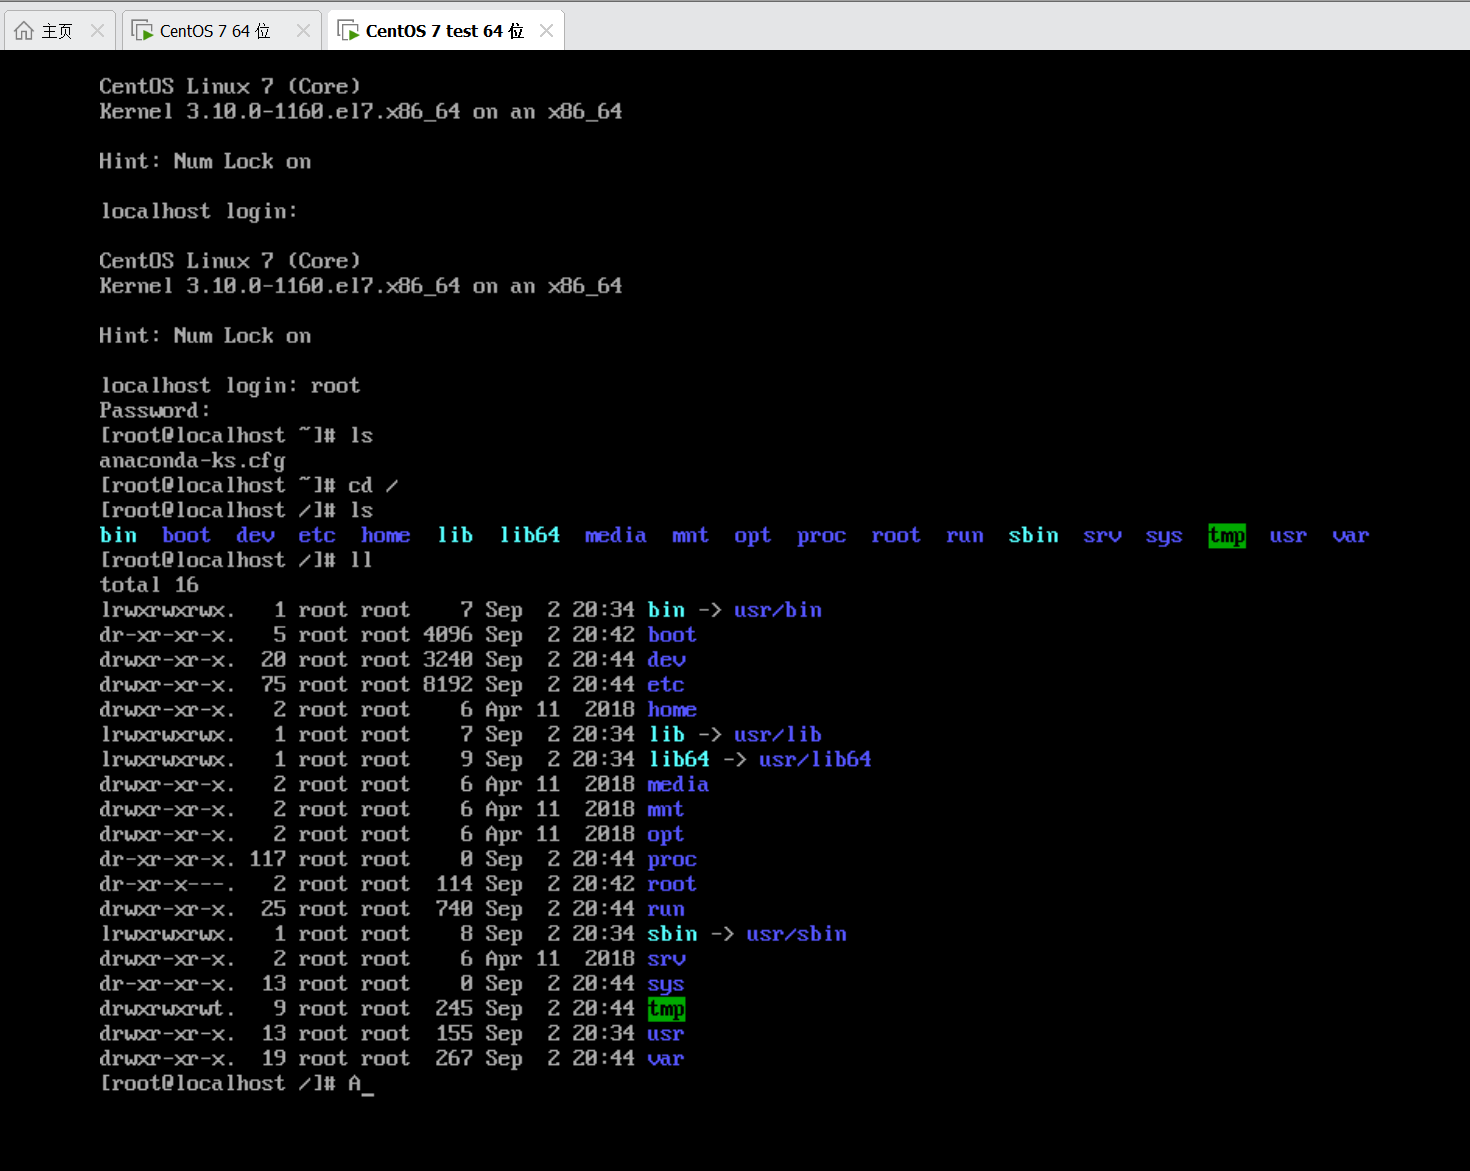 主页 CentOS 7 64 位 CentOS 7 test 64 位
CentOS Linux 7 (Core)
Kernel 3.10.0-1160.el7.x86_64 on an x86_64
Hint: Num Lock on
localhost login:
CentOS Linux 7 (Core)
Kernel 3.10.0-1160.el7.x86_64 on an x86_64
Hint: Num Lock on
localhost login: root
Password:
[root@localhost ~]# ls
anaconda-ks.cfg
[root@localhost ~]# cd /
[root@localhost /]# ls
bin  boot  dev  etc  home  lib  lib64  media  mnt  opt  proc  root  run  sbin  srv  sys  tmp  usr  var
[root@localhost /]# ll
total 16
lrwxrwxrwx.   1 root root    7 Sep  2 20:34 bin -> usr/bin
dr-xr-xr-x.   5 root root 4096 Sep  2 20:42 boot
drwxr-xr-x.  20 root root 3240 Sep  2 20:44 dev
drwxr-xr-x.  75 root root 8192 Sep  2 20:44 etc
drwxr-xr-x.   2 root root    6 Apr 11  2018 home
lrwxrwxrwx.   1 root root    7 Sep  2 20:34 lib -> usr/lib
lrwxrwxrwx.   1 root root    9 Sep  2 20:34 lib64 -> usr/lib64
drwxr-xr-x.   2 root root    6 Apr 11  2018 media
drwxr-xr-x.   2 root root    6 Apr 11  2018 mnt
drwxr-xr-x.   2 root root    6 Apr 11  2018 opt
dr-xr-xr-x. 117 root root    0 Sep  2 20:44 proc
dr-xr-x---.   2 root root  114 Sep  2 20:42 root
drwxr-xr-x.  25 root root  740 Sep  2 20:44 run
lrwxrwxrwx.   1 root root    8 Sep  2 20:34 sbin -> usr/sbin
drwxr-xr-x.   2 root root    6 Apr 11  2018 srv
dr-xr-xr-x.  13 root root    0 Sep  2 20:44 sys
drwxrwxrwt.   9 root root  245 Sep  2 20:44 tmp
drwxr-xr-x.  13 root root  155 Sep  2 20:34 usr
drwxr-xr-x.  19 root root  267 Sep  2 20:44 var
[root@localhost /]# A_